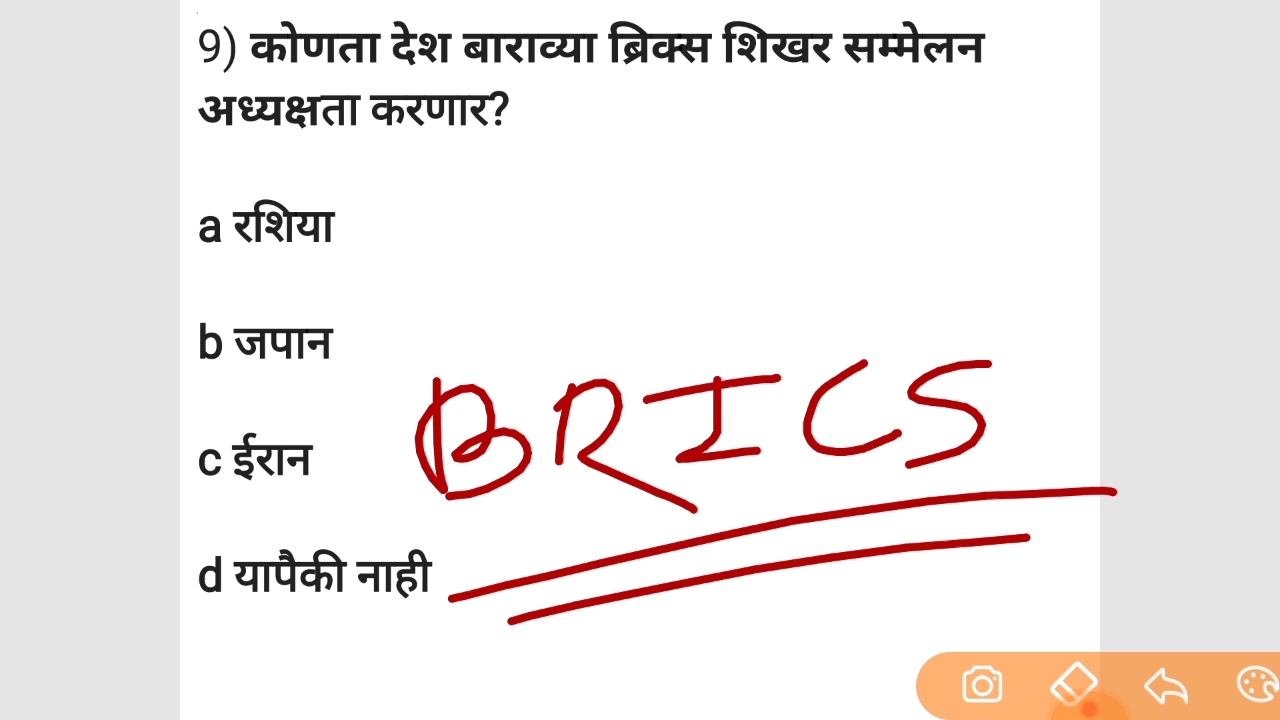 9) कोणता देश बाराव्या ब्रिक्स शिखर सम्मेलन
अध्यक्षता करणार?
a रशिया
b जपान
c ईरान
BRICS
d यापैकी नाही